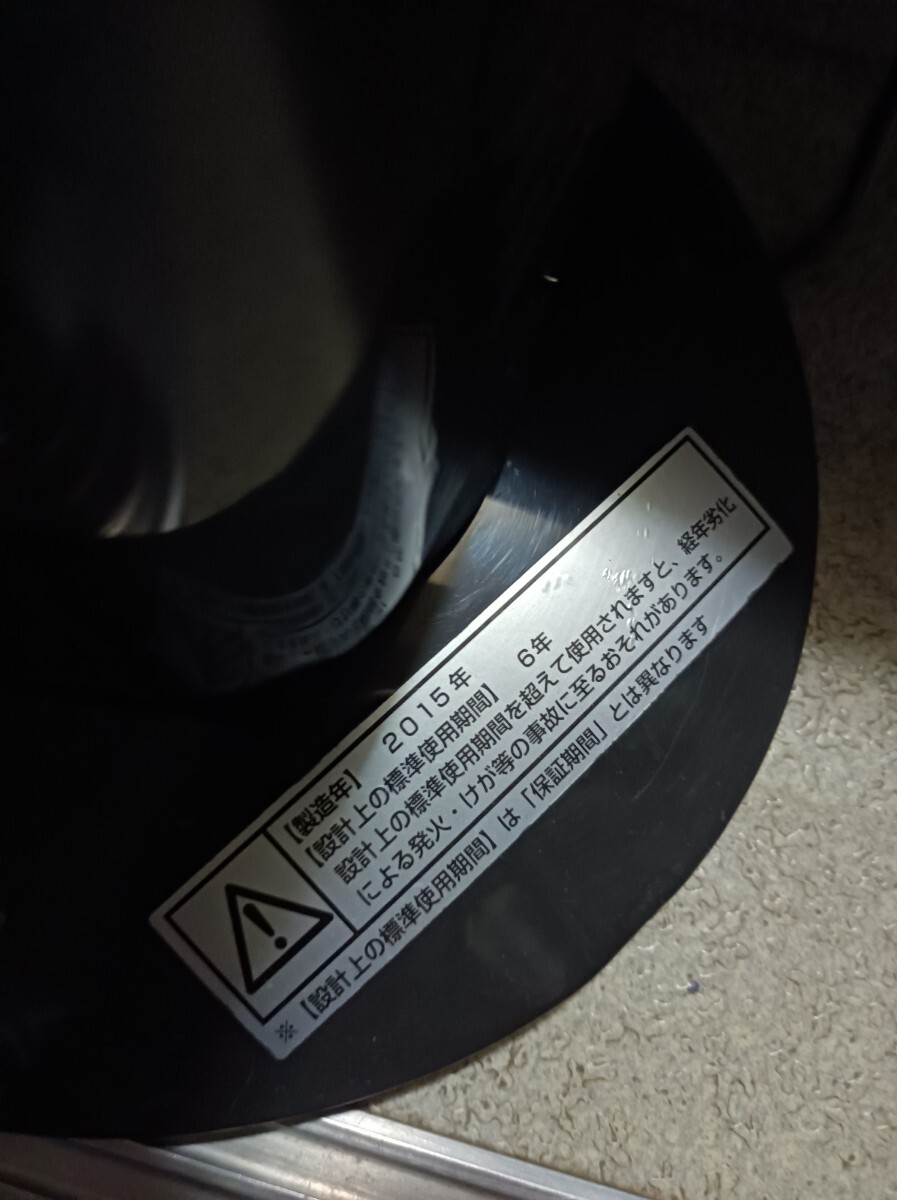 【製造年】 2015年
【設計上の標準使用期間】 6年
設計上の標準使用期間を超えて使用されますと、経年劣化
による発火・けが等の事故に至るおそれがあります。
※【設計上の標準使用期間】は「保証期間」とは異なります